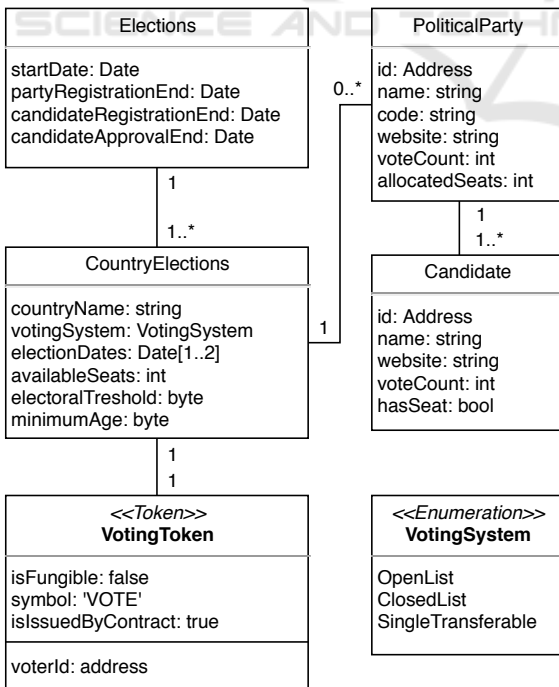 SCIENCE AND TECHN
Elections
startDate: Date
partyRegistrationEnd: Date
candidateRegistrationEnd: Date
candidateApprovalEnd: Date
1
1..*
CountryElections
countryName: string
votingSystem: VotingSystem
electionDates: Date[1..2]
availableSeats: int
electoralTreshold: byte
minimumAge: byte
1
1
<<Token>>
VotingToken
isFungible: false
symbol: 'VOTE'
isIssuedByContract: true
voterId: address
PoliticalParty
id: Address
name: string
code: string
website: string
voteCount: int
allocatedSeats: int
0..*
1
1
1..*
Candidate
id: Address
name: string
website: string
voteCount: int
hasSeat: bool
<<Enumeration>>
VotingSystem
OpenList
ClosedList
SingleTransferable